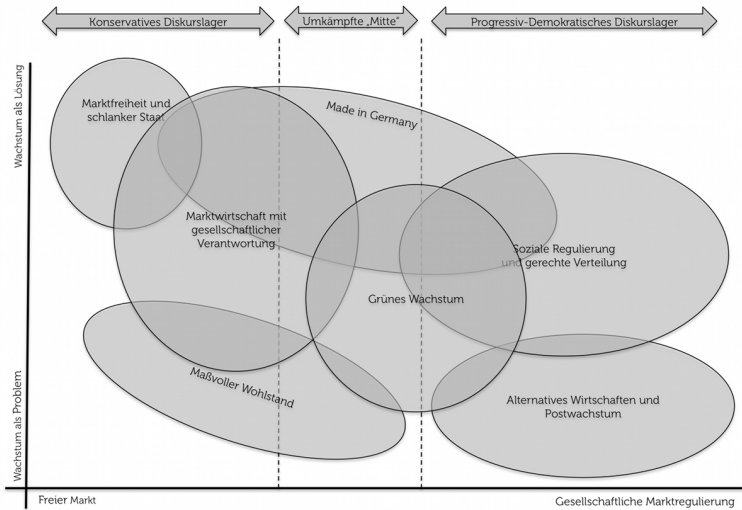 Konservatives Diskurslager
Umkämpfte „Mitte“
Progressiv-Demokratisches Diskurslager
Wachstum als Lösung
Marktfreiheit und
schlanker Staat
Made in Germany
Marktwirtschaft mit
gesellschaftlicher
Verantwortung
Soziale Regulierung
und gerechte Verteilung
Grünes Wachstum
Wachstum als Problem
Maßvoller Wohlstand
Alternatives Wirtschaften und
Postwachstum
Freier Markt
Gesellschaftliche Marktregulierung